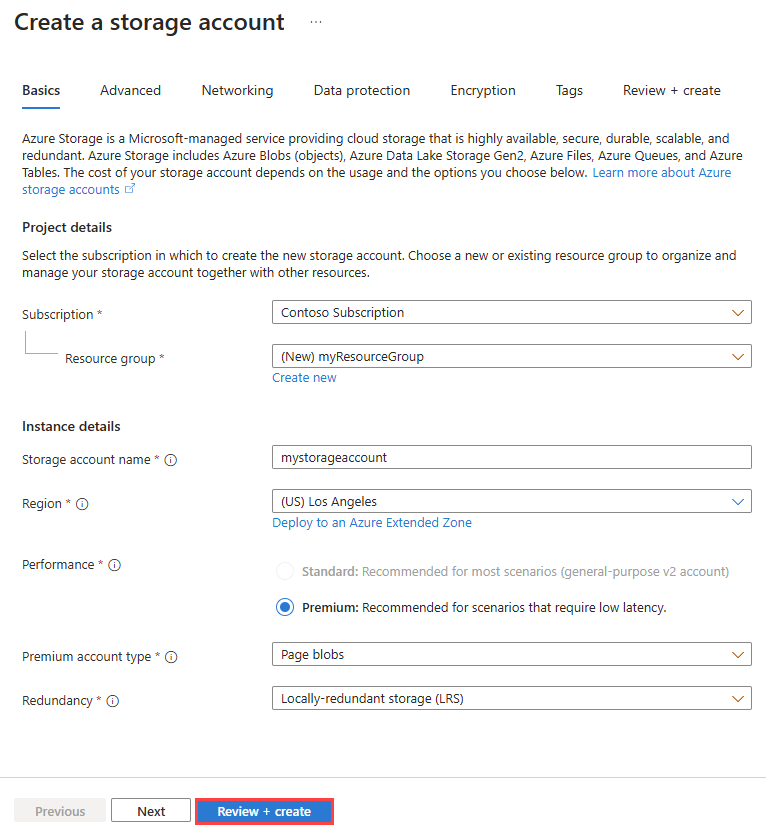 Create a storage account ...
Basics Advanced Networking Data protection Encryption Tags Review + create
Azure Storage is a Microsoft-managed service providing cloud storage that is highly available, secure, durable, scalable, and
redundant. Azure Storage includes Azure Blobs (objects), Azure Data Lake Storage Gen2, Azure Files, Azure Queues, and Azure
Tables. The cost of your storage account depends on the usage and the options you choose below. Learn more about Azure
storage accounts
Project details
Select the subscription in which to create the new storage account. Choose a new or existing resource group to organize and
manage your storage account together with other resources.
Subscription * Contoso Subscription
Resource group * (New) myResourceGroup
Create new
Instance details
Storage account name * mystorageaccount
Region * (US) Los Angeles
Deploy to an Azure Extended Zone
Performance * Standard: Recommended for most scenarios (general-purpose v2 account)
Premium: Recommended for scenarios that require low latency.
Premium account type * Page blobs
Redundancy * Locally-redundant storage (LRS)
Previous Next Review + create